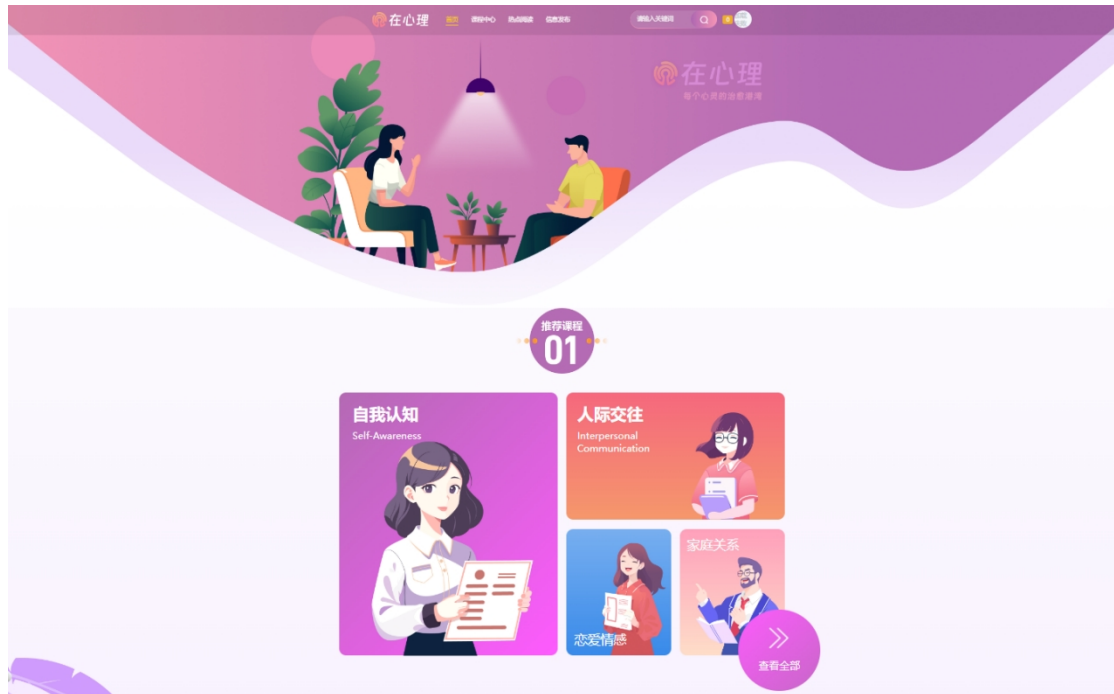 在心理 首页 课程中心 热点阅读 信息发布 请输入关键词
在心理
每个心灵的治愈港湾
推荐课程
01
自我认知
Self-Awareness
人际交往
Interpersonal
Communication
家庭关系
恋爱情感
查看全部